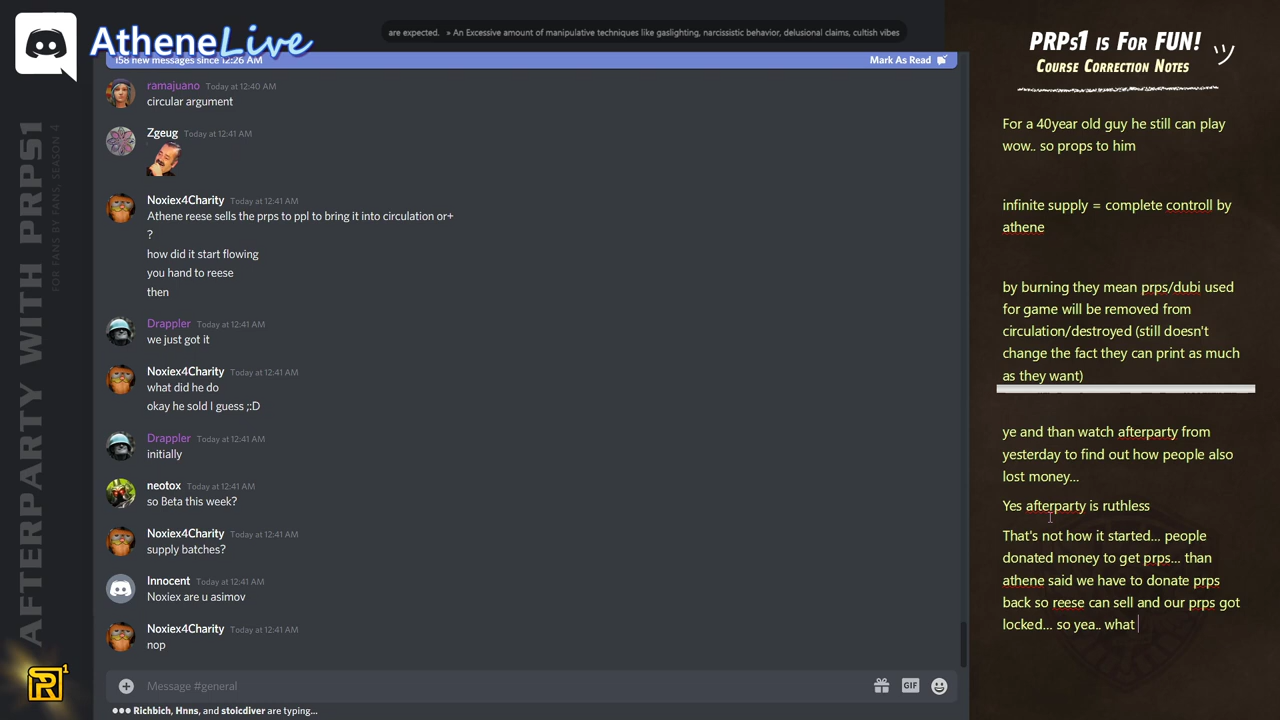 AtheneLive
are expected. » An Excessive amount of manipulative techniques like gaslighting, narcissistic behavior, delusional claims, cultish vibes
158 new messages since 12:26 AM
Mark As Read
ramajuano Today at 12:40 AM
circular argument
Zgeug Today at 12:41 AM
Noxiex4Charity Today at 12:41 AM
Athene reese sells the prps to ppl to bring it into circulation or+
?
how did it start flowing
you hand to reese
then
Drappler Today at 12:41 AM
we just got it
Noxiex4Charity Today at 12:41 AM
what did he do
okay he sold I guess ;:D
Drappler Today at 12:41 AM
initially
neotox Today at 12:41 AM
so Beta this week?
Noxiex4Charity Today at 12:41 AM
supply batches?
Innocent Today at 12:41 AM
Noxiex are u asimov
Noxiex4Charity Today at 12:41 AM
nop
Message #general
GIF
Richbich, Hnns, and stoicdiver are typing...
AFTERPARTY WITH PRPS1
FOR FANS BY FANS, SEASON 4
R1
PRPs1 is For FUN!
Course Correction Notes
ツ
For a 40year old guy he still can play
wow.. so props to him
infinite supply = complete controll by
athene
by burning they mean prps/dubi used
for game will be removed from
circulation/destroyed (still doesn't
change the fact they can print as much
as they want)
ye and than watch afterparty from
yesterday to find out how people also
lost money...
Yes afterparty is ruthless
That's not how it started... people
donated money to get prps... than
athene said we have to donate prps
back so reese can sell and our prps got
locked... so yea.. what